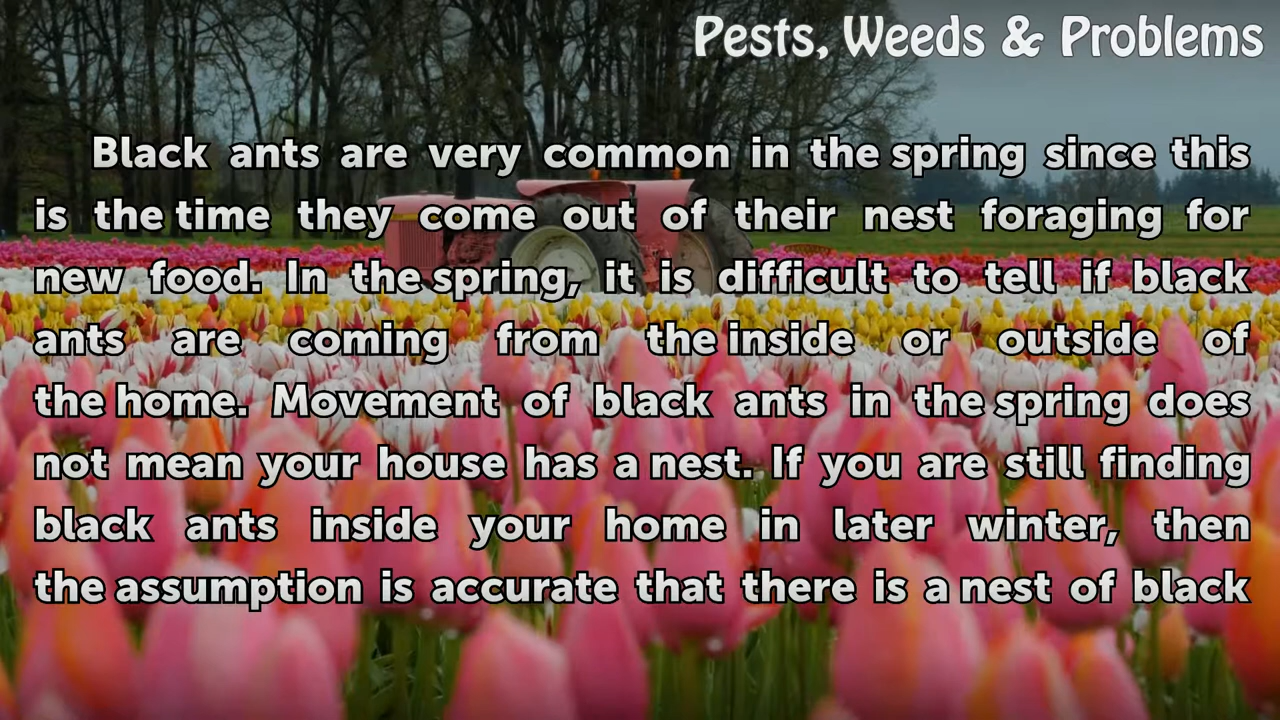 Pests, Weeds & Problems
Black ants are very common in the spring since this
is the time they come out of their nest foraging for
new food. In the spring, it is difficult to tell if black
ants are coming from the inside or outside of
the home. Movement of black ants in the spring does
not mean your house has a nest. If you are still finding
black ants inside your home in later winter, then
the assumption is accurate that there is a nest of black